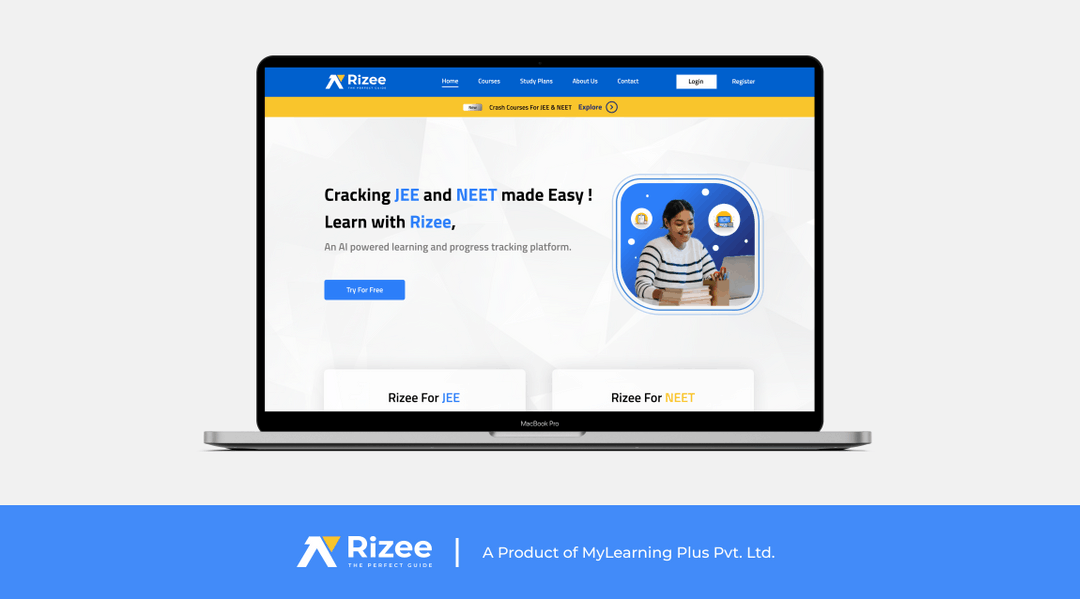 Rizee
THE PERFECT GUIDE
Home Courses Study Plans About Us Contact Login Register
New Crash Courses For JEE & NEET Explore
Cracking JEE and NEET made Easy !
Learn with Rizee,
An AI powered learning and progress tracking platform.
Try For Free
Rizee For JEE Rizee For NEET
MacBook Pro
Rizee
THE PERFECT GUIDE
A Product of MyLearning Plus Pvt. Ltd.